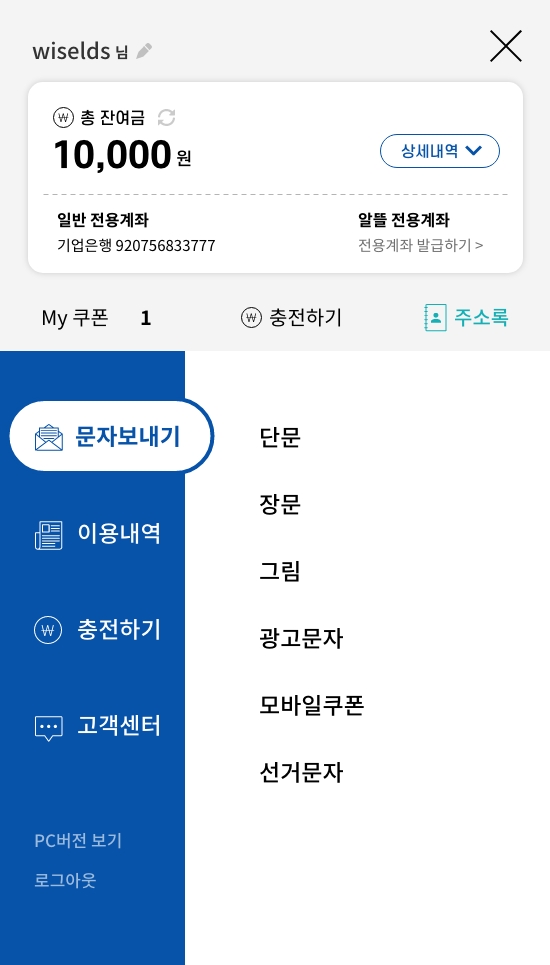 wiselds 님
₩ 총 잔여금
10,000 원
상세내역
일반 전용계좌
기업은행 920756833777
알뜰 전용계좌
전용계좌 발급하기 >
My 쿠폰 1
₩ 충전하기
주소록
문자보내기
이용내역
₩ 충전하기
고객센터
PC버전 보기
로그아웃
단문
장문
그림
광고문자
모바일쿠폰
선거문자